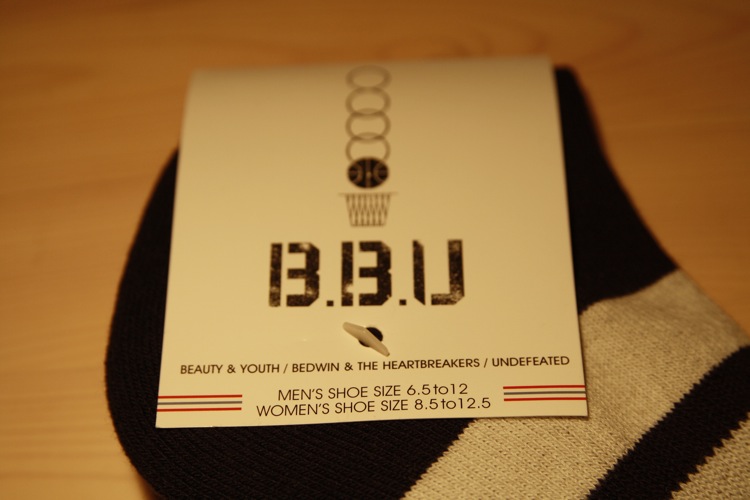 B.B.U
BEAUTY & YOUTH / BEDWIN & THE HEARTBREAKERS / UNDEFEATED
MEN'S SHOE SIZE 6.5to12
WOMEN'S SHOE SIZE 8.5to12.5